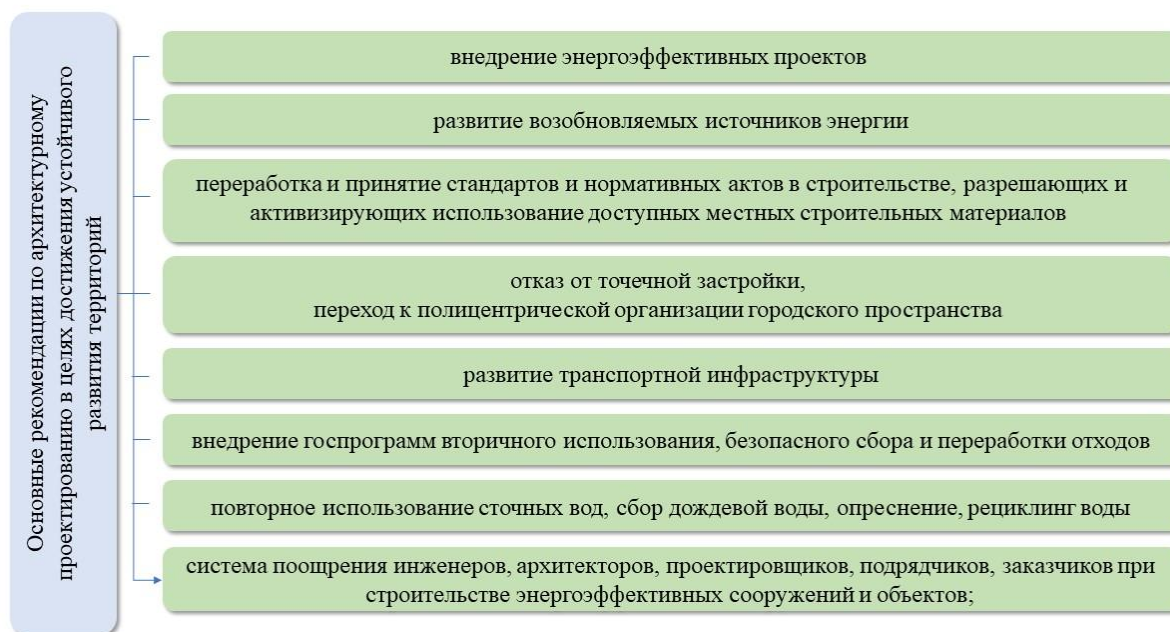 Основные рекомендации по архитектурному
проектированию в целях достижения устойчивого
развития территорий
внедрение энергоэффективных проектов
развитие возобновляемых источников энергии
переработка и принятие стандартов и нормативных актов в строительстве, разрешающих и
активизирующих использование доступных местных строительных материалов
отказ от точечной застройки,
переход к полицентрической организации городского пространства
развитие транспортной инфраструктуры
внедрение госпрограмм вторичного использования, безопасного сбора и переработки отходов
повторное использование сточных вод, сбор дождевой воды, опреснение, рециклинг воды
система поощрения инженеров, архитекторов, проектировщиков, подрядчиков, заказчиков при
строительстве энергоэффективных сооружений и объектов;